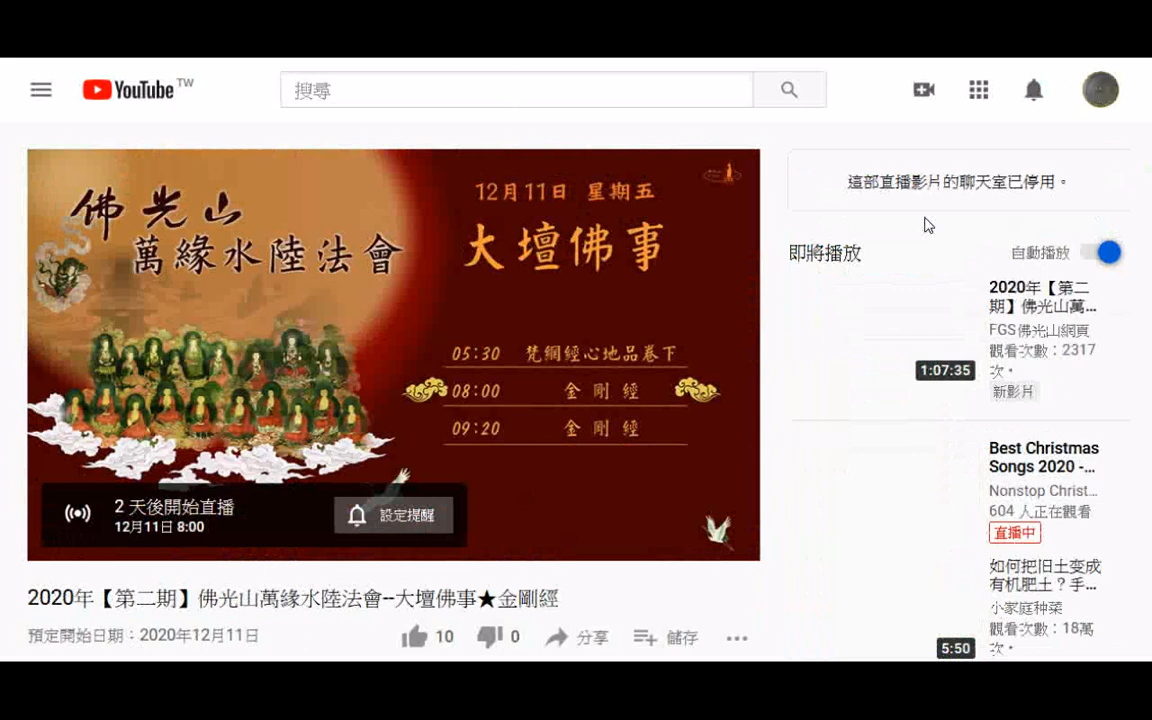 YouTube TW
搜尋
佛光山
萬緣水陸法會
12月11日 星期五
大壇佛事
05:30 梵網經心地品卷下
08:00 金剛經
09:20 金剛經
2 天後開始直播
12月11日 8:00
設定提醒
2020年【第二期】佛光山萬緣水陸法會--大壇佛事★金剛經
預定開始日期：2020年12月11日
10
0
分享
儲存
這部直播影片的聊天室已停用。
即將播放
自動播放
2020年【第二
期】佛光山萬...
FGS佛光山網頁
觀看次數：2317
次 •
新影片
1:07:35
Best Christmas
Songs 2020 -...
Nonstop Christ...
604 人正在觀看
直播中
如何把旧土变成
有机肥土？手...
小家庭种菜
觀看次數：18萬
次 •
5:50